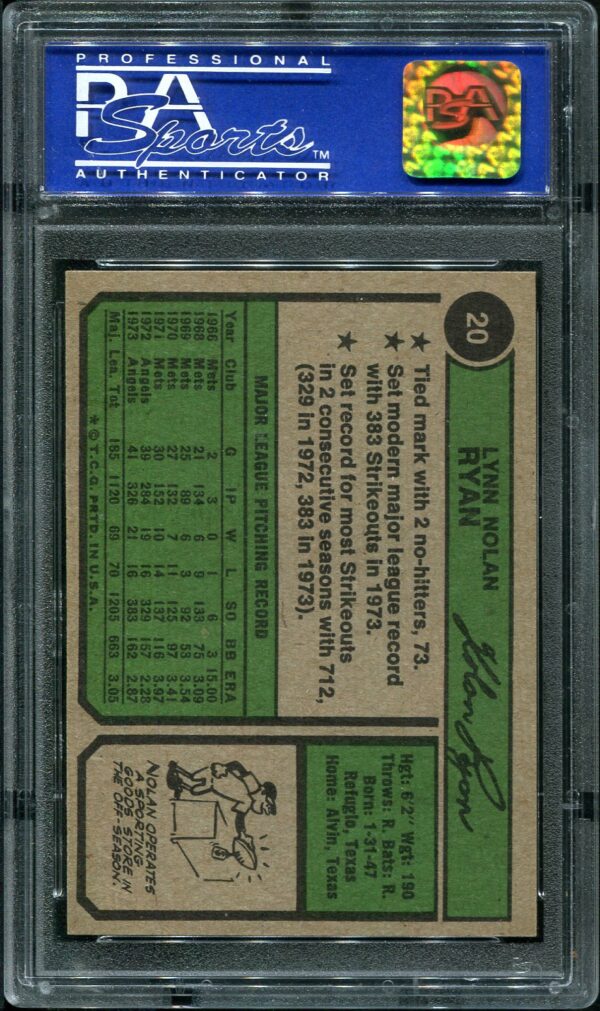 PROFESSIONAL
PSA
Sports™
AUTHENTICATOR
PSA
20
LYNN NOLAN
RYAN
Nolan Ryan
★ Tied mark with 2 no-hitters, 73.
★ Set modern major league record
with 383 Strikeouts in 1973.
★ Set record for most Strikeouts
in 2 consecutive seasons with 712,
(329 in 1972, 383 in 1973).
Hgt: 6'2" Wgt: 190
Throws: R. Bats: R.
Born: 1-31-47
Refugio, Texas
Home: Alvin, Texas
MAJOR LEAGUE PITCHING RECORD
Year Club G IP W L SO BB ERA
1966 Mets 2 3 0 1 6 3 15.00
1968 Mets 21 134 6 9 133 75 3.09
1969 Mets 25 89 6 3 92 53 3.54
1970 Mets 27 132 7 11 125 97 3.41
1971 Mets 30 152 10 14 137 116 3.97
1972 Angels 39 284 19 16 329 157 2.28
1973 Angels 41 326 21 16 383 162 2.87
Maj. Lea. Tot 185 1120 69 70 1205 663 3.05
* © T.C.G. PRTD. IN U.S.A.
NOLAN OPERATES
A SPORTING
GOODS STORE IN
THE OFF-SEASON.